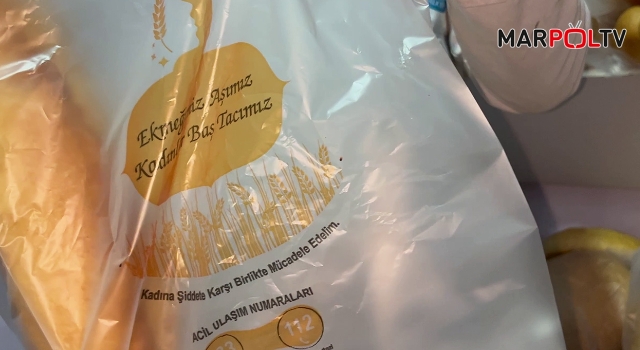 MARPOLTV
Ekmeğimiz Aşımız
Kadınlar Baş Tacımız
Kadına Şiddete Karşı Birlikte Mücadele Edelim.
ACİL ULAŞIM NUMARALARI
112